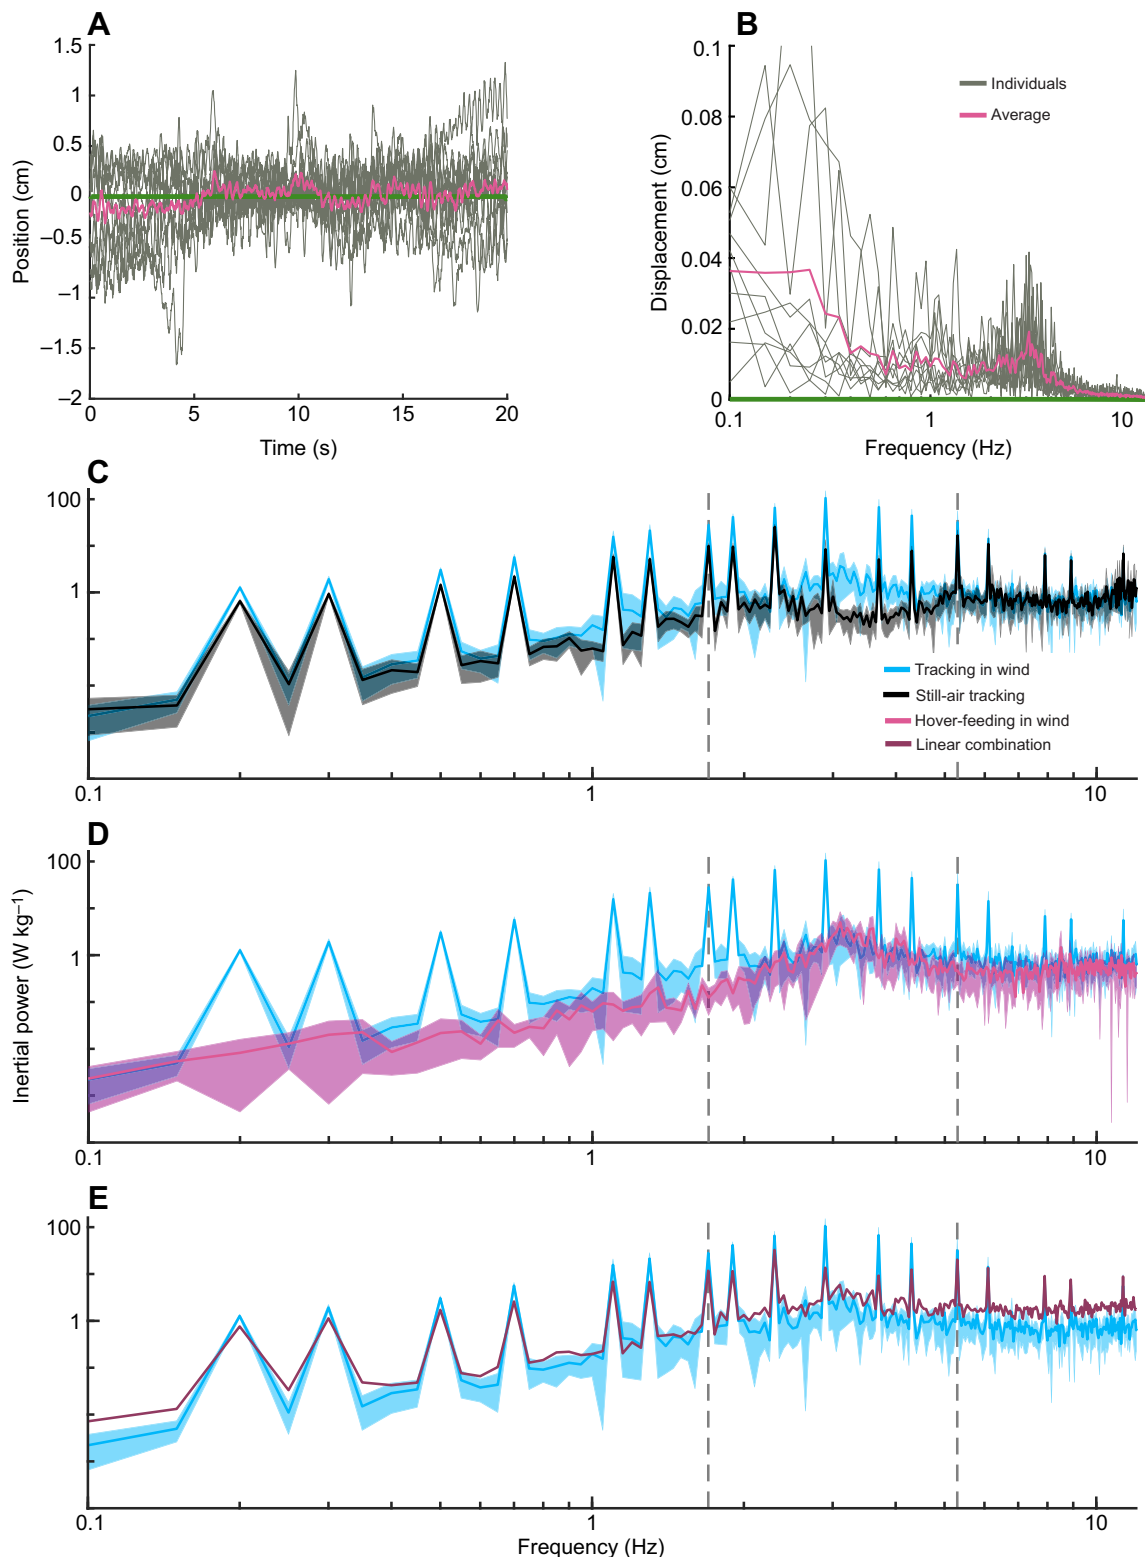 A
B
1.5
1
0.5
0
–0.5
–1
–1.5
–2
0
5
10
15
20
Position (cm)
Time (s)
0.1
0.08
0.06
0.04
0.02
0
0.1
1
10
Displacement (cm)
Frequency (Hz)
Individuals
Average
C
100
1
0.1
1
10
Tracking in wind
Still-air tracking
Hover-feeding in wind
Linear combination
D
100
1
0.1
1
10
Inertial power (W kg–1)
E
100
1
0.1
1
10
Frequency (Hz)